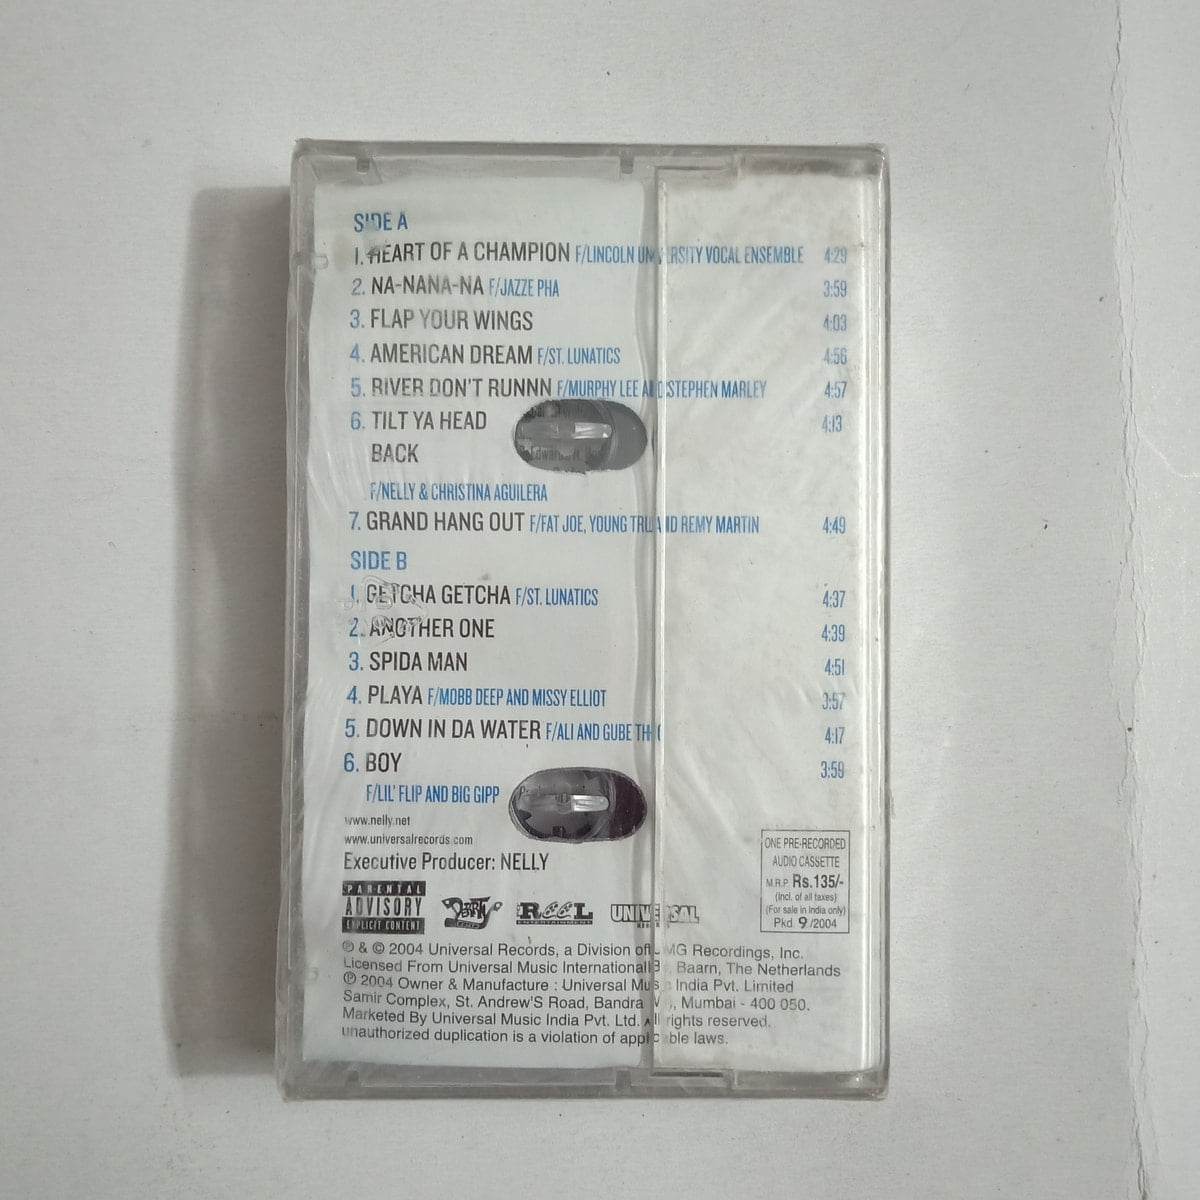 SIDE A
1. HEART OF A CHAMPION F/LINCOLN UNIVERSITY VOCAL ENSEMBLE 4:29
2. NA-NANA-NA F/JAZZE PHA 3:59
3. FLAP YOUR WINGS 4:03
4. AMERICAN DREAM F/ST. LUNATICS 4:56
5. RIVER DON'T RUNNN F/MURPHY LEE AND STEPHEN MARLEY 4:57
6. TILT YA HEAD 4:13
BACK
F/NELLY & CHRISTINA AGUILERA
7. GRAND HANG OUT F/FAT JOE, YOUNG TRU AND REMY MARTIN 4:49
SIDE B
1. GETCHA GETCHA F/ST. LUNATICS 4:37
2. ANOTHER ONE 4:39
3. SPIDA MAN 4:51
4. PLAYA F/MOBB DEEP AND MISSY ELLIOT 3:57
5. DOWN IN DA WATER F/ALI AND GUBE 4:17
6. BOY 3:59
F/LIL' FLIP AND BIG GIPP
www.nelly.net
www.universalrecords.com
Executive Producer: NELLY
ONE PRE-RECORDED
AUDIO CASSETTE
M.R.P. Rs.135/-
(Incl. of all taxes)
(For sale in India only)
Pkd. 9/2004
PARENTAL
ADVISORY
EXPLICIT CONTENT
DERRTY
REEL
ENTERTAINMENT
UNIVERSAL
℗ & © 2004 Universal Records, a Division of UMG Recordings, Inc.
Licensed From Universal Music International B Baarn, The Netherlands
℗ 2004 Owner & Manufacture : Universal Music India Pvt. Limited
Samir Complex, St. Andrew'S Road, Bandra Mumbai - 400 050.
Marketed By Universal Music India Pvt. Ltd. All rights reserved.
unauthorized duplication is a violation of applicable laws.